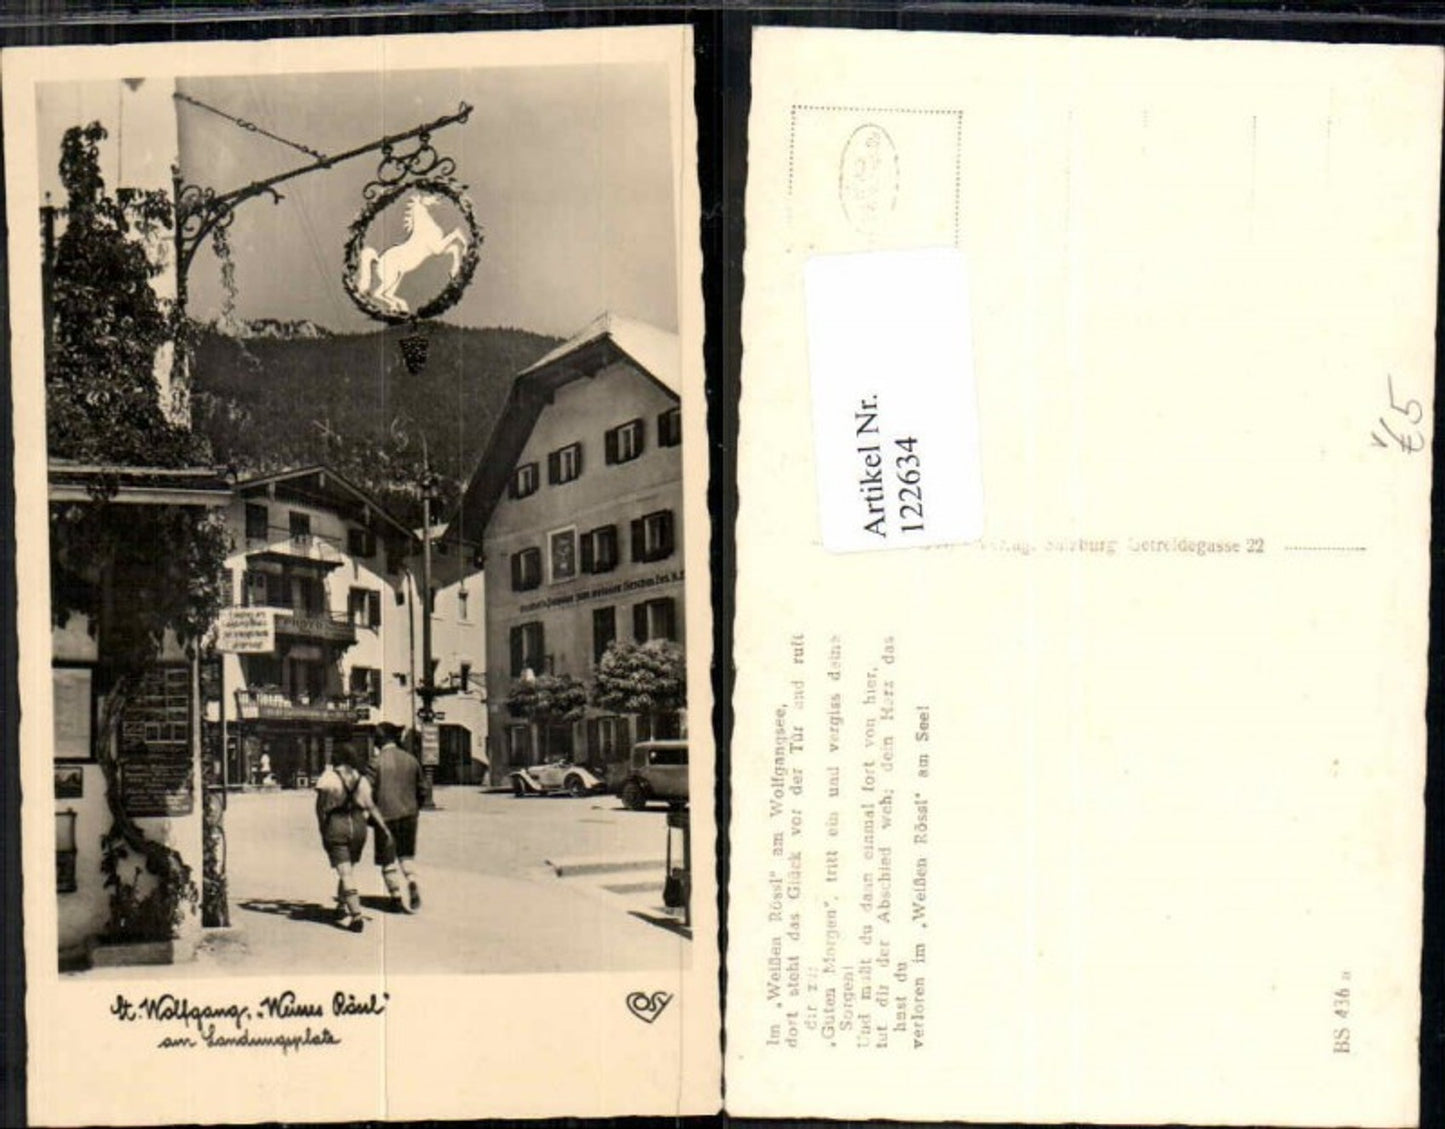 St. Wolfgang, „Weisses Rössl“
am Landungsplatz
COSY
PHOTO
Artikel Nr.
122634
Verlag, Salzburg Getreidegasse 22
€5
Im „Weißen Rössl“ am Wolfgangsee,
dort steht das Glück vor der Tür und ruft
dir zu:
„Guten Morgen“, tritt ein und vergiss deine
Sorgen!
Und mußt du dann einmal fort von hier,
tut dir der Abschied weh; dein Herz das
hast du
verloren im „Weißen Rössl“ am See!
BS 436 a